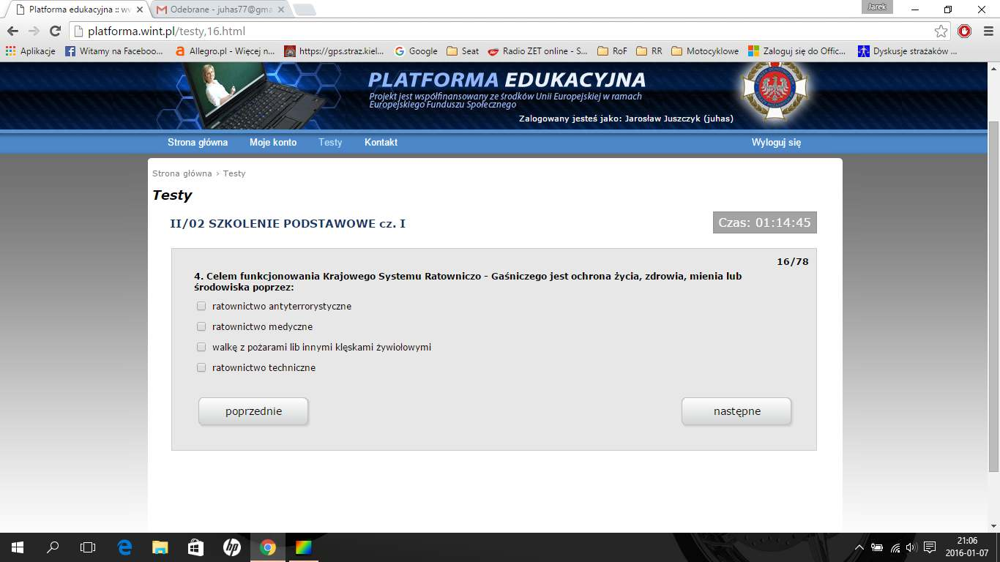 Platforma edukacyjna :: ww
Odebrane - juhas77@gma
Jarek
platforma.wint.pl/testy,16.html
Aplikacje
Witamy na Faceboo...
Allegro.pl - Więcej n...
https://gps.straz.kiel...
Google
Seat
Radio ZET online - S...
RoF
RR
Motocyklowe
Zaloguj się do Offic...
Dyskusje strażaków ...
PLATFORMA EDUKACYJNA
Projekt jest współfinansowany ze środków Unii Europejskiej w ramach
Europejskiego Funduszu Społecznego
Zalogowany jesteś jako: Jarosław Juszczyk (juhas)
Strona główna
Moje konto
Testy
Kontakt
Wyloguj się
Strona główna › Testy
Testy
II/02 SZKOLENIE PODSTAWOWE cz. I
Czas: 01:14:45
16/78
4. Celem funkcjonowania Krajowego Systemu Ratowniczo - Gaśniczego jest ochrona życia, zdrowia, mienia lub
środowiska poprzez:
ratownictwo antyterrorystyczne
ratownictwo medyczne
walkę z pożarami lib innymi klęskami żywiołowymi
ratownictwo techniczne
poprzednie
następne
hp
21:06
2016-01-07